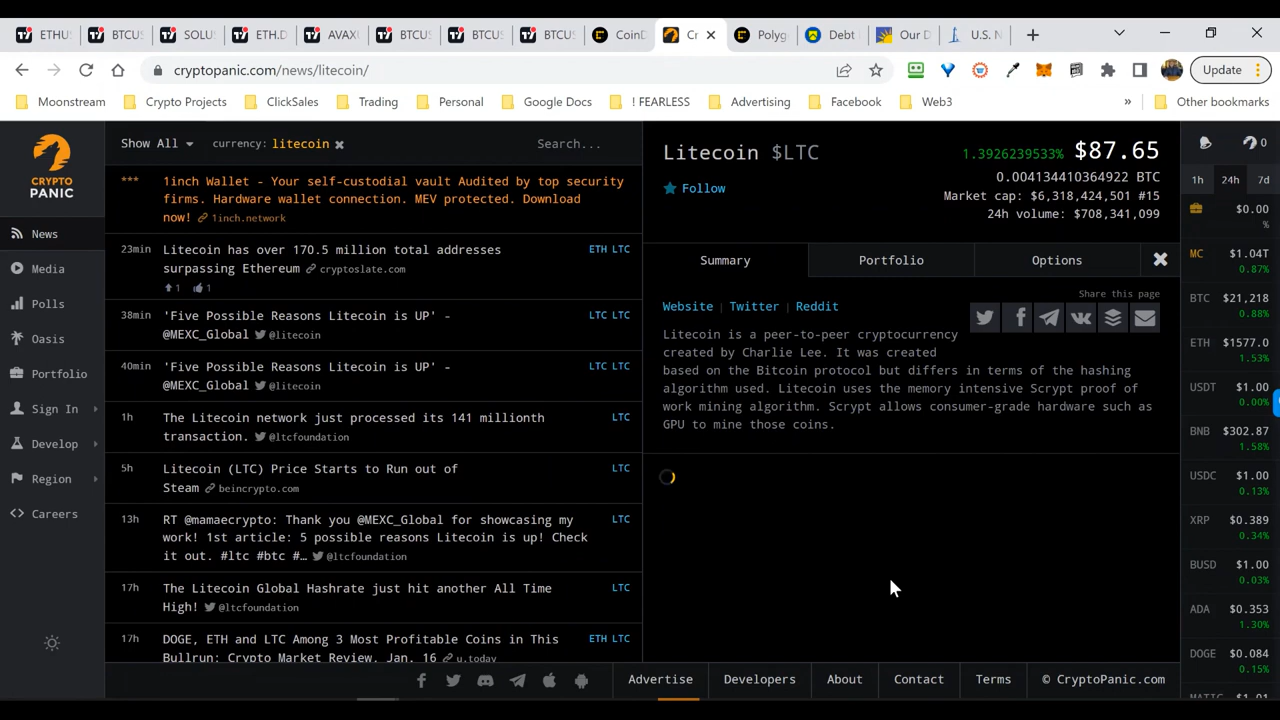 ETHUS
BTCUS
SOLUS
ETH.D
AVAXU
BTCUS
BTCUS
BTCUS
CoinD
Cr
Polyg
Debt
Our D
U.S. N
cryptopanic.com/news/litecoin/
Update
Moonstream
Crypto Projects
ClickSales
Trading
Personal
Google Docs
! FEARLESS
Advertising
Facebook
Web3
»
Other bookmarks
CRYPTO
PANIC
News
Media
Polls
Oasis
Portfolio
Sign In
Develop
Region
Careers
Show All
currency: litecoin
Search...
*** 1inch Wallet - Your self-custodial vault Audited by top security
firms. Hardware wallet connection. MEV protected. Download
now! 1inch.network
23min Litecoin has over 170.5 million total addresses ETH LTC
surpassing Ethereum cryptoslate.com
1 1
38min 'Five Possible Reasons Litecoin is UP' - LTC LTC
@MEXC_Global @litecoin
40min 'Five Possible Reasons Litecoin is UP' - LTC LTC
@MEXC_Global @litecoin
1h The Litecoin network just processed its 141 millionth LTC
transaction. @ltcfoundation
5h Litecoin (LTC) Price Starts to Run out of LTC
Steam beincrypto.com
13h RT @mamaecrypto: Thank you @MEXC_Global for showcasing my LTC
work! 1st article: 5 possible reasons Litecoin is up! Check
it out. #ltc #btc #… @ltcfoundation
17h The Litecoin Global Hashrate just hit another All Time LTC
High! @ltcfoundation
17h DOGE, ETH and LTC Among 3 Most Profitable Coins in This ETH LTC
Bullrun: Crypto Market Review, Jan. 16 u.today
Litecoin $LTC
1.3926239533% $87.65
Follow
0.004134410364922 BTC
Market cap: $6,318,424,501 #15
24h volume: $708,341,099
Summary
Portfolio
Options
Share this page
Website | Twitter | Reddit
Litecoin is a peer-to-peer cryptocurrency
created by Charlie Lee. It was created
based on the Bitcoin protocol but differs in terms of the hashing
algorithm used. Litecoin uses the memory intensive Scrypt proof of
work mining algorithm. Scrypt allows consumer-grade hardware such as
GPU to mine those coins.
0
1h 24h 7d
$0.00
%
MC $1.04T
0.87%
BTC $21,218
0.88%
ETH $1577.0
1.53%
USDT $1.00
0.00%
BNB $302.87
1.58%
USDC $1.00
0.13%
XRP $0.389
0.34%
BUSD $1.00
0.03%
ADA $0.353
1.30%
DOGE $0.084
0.15%
MATIC $1.01
Advertise
Developers
About
Contact
Terms
© CryptoPanic.com